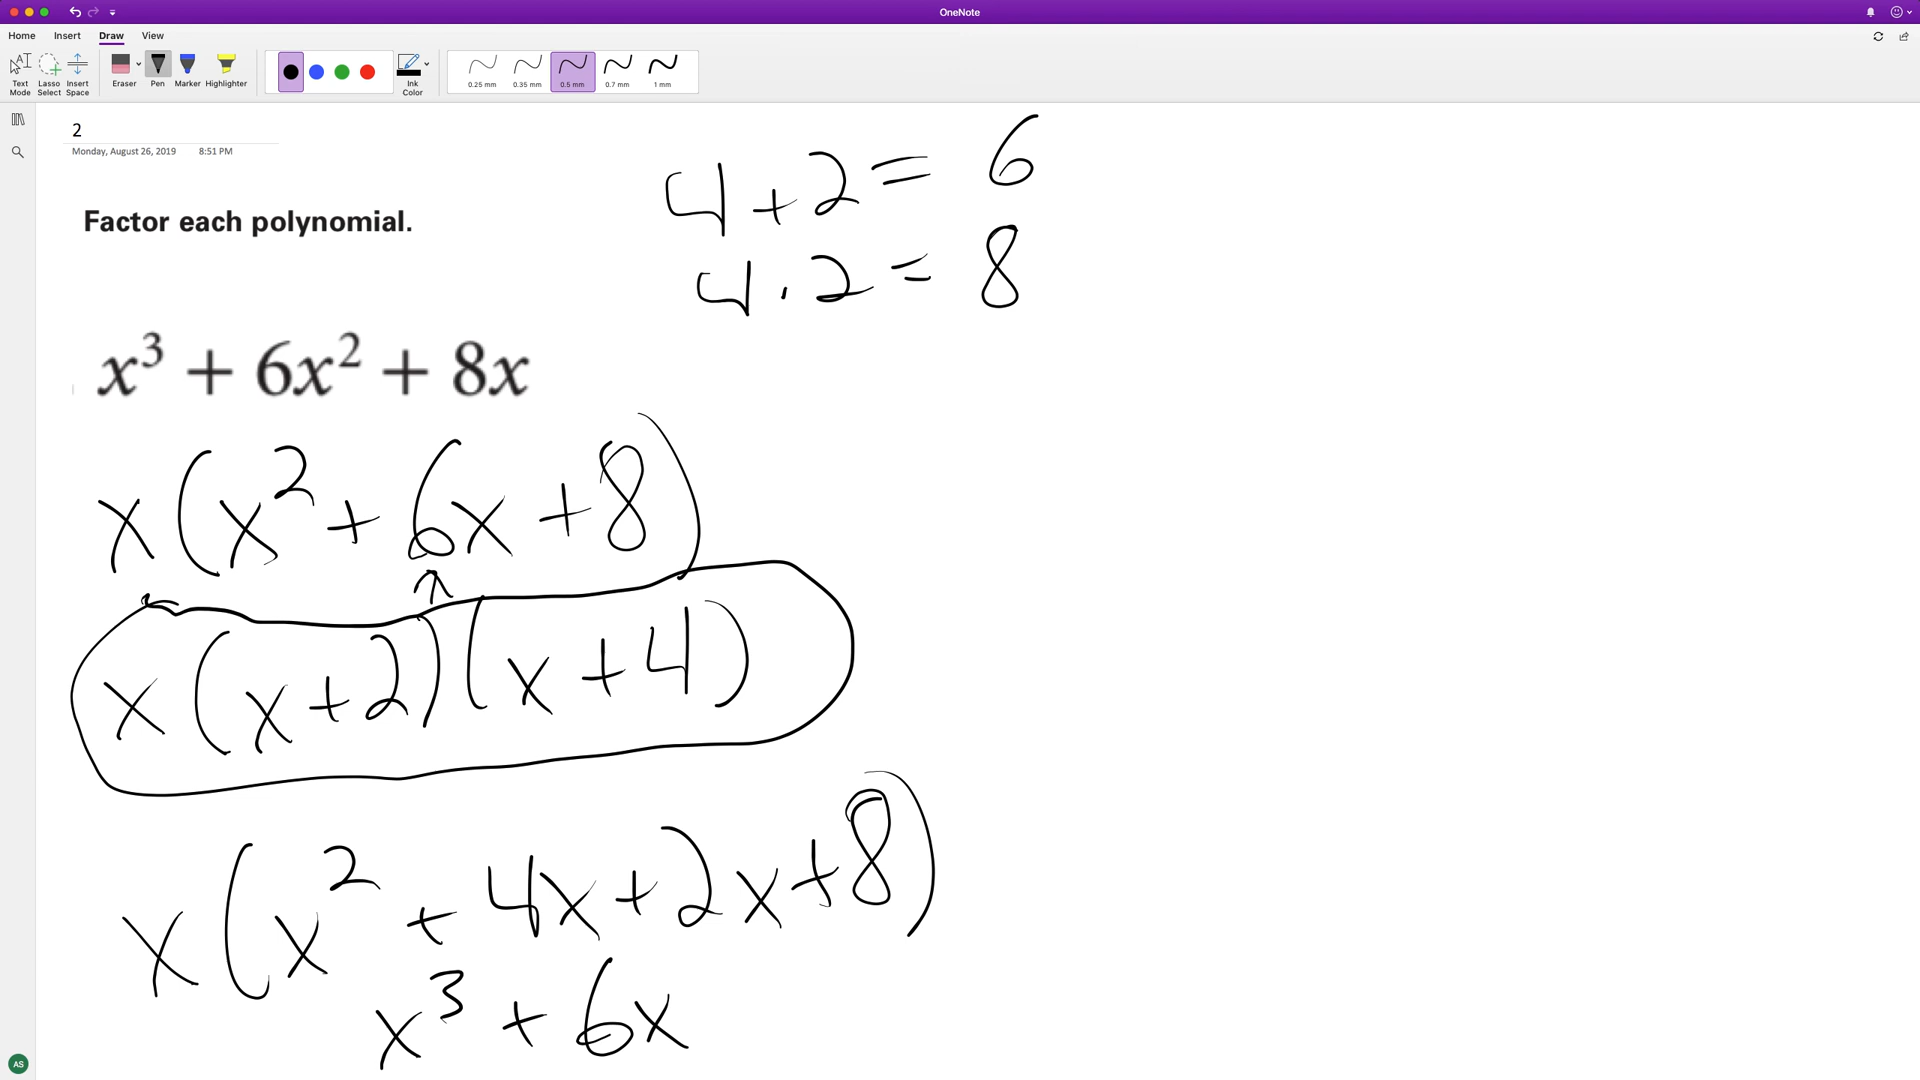 OneNote
Home Insert Draw View
Text Mode
Lasso Select
Insert Space
Eraser
Pen
Marker
Highlighter
Ink Color
0.25 mm
0.35 mm
0.5 mm
0.7 mm
1 mm
2
Monday, August 26, 2019 8:51 PM
4 + 2 = 6
4 · 2 = 8
Factor each polynomial.
x³ + 6x² + 8x
x(x² + 6x + 8)
x(x + 2)(x + 4)
x(x² + 4x + 2x + 8)
x³ + 6x
AS